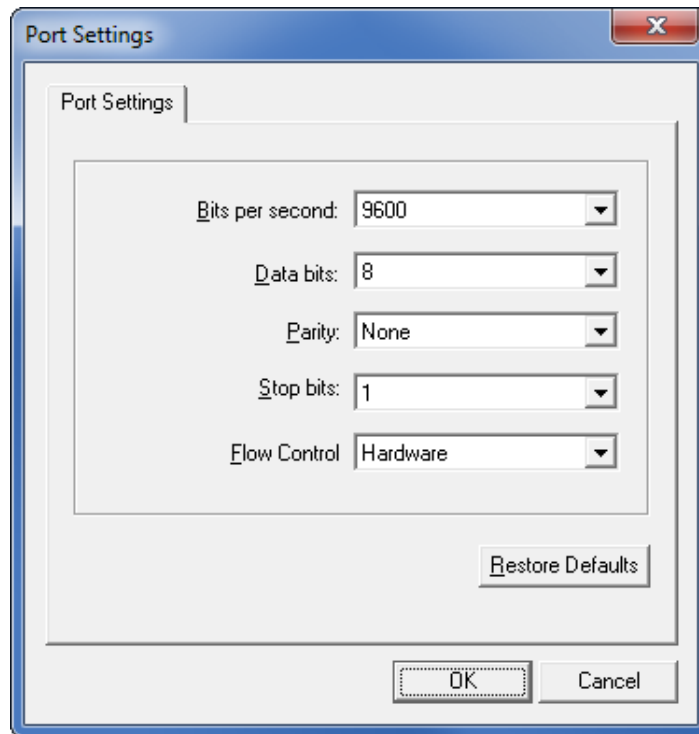 Port Settings
Port Settings
Bits per second: 9600
Data bits: 8
Parity: None
Stop bits: 1
Flow Control Hardware
Restore Defaults
OK Cancel